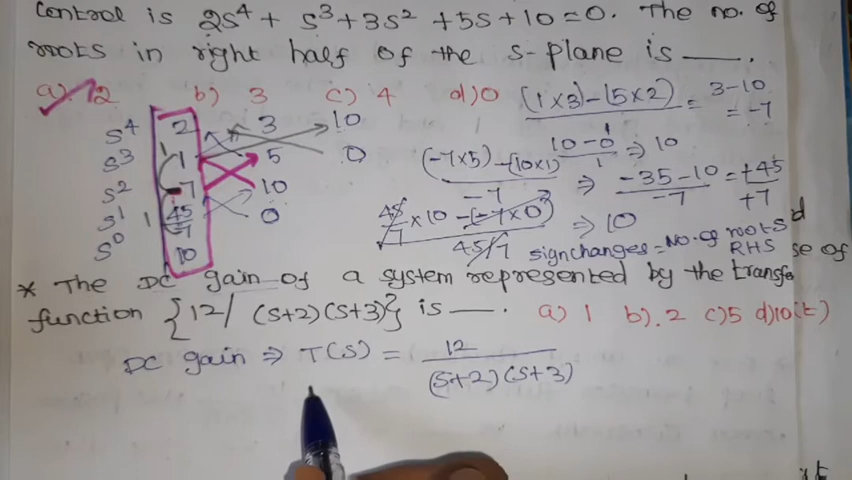 control is 2s⁴ + s³ + 3s² + 5s + 10 = 0. The no. of
roots in right half of the s-plane is ___.
a) 2 b) 3 c) 4 d) 0
(1×3)-(5×2) = 3-10 = -7
s⁴ 2 3 10
s³ 1 5 0
s² -7 10
s¹ 45/7 0
s⁰ 10
10-0/1 ⇒ 10
(-7×5)-(10×1)/-7 ⇒ -35-10/-7 = +45/+7
45/7 × 10 - (-7×0)/45/7 ⇒ 10
sign changes = No. of roots RHS
d
se of
* The DC gain of a system represented by the transfe
function {12/(s+2)(s+3)} is ___. a) 1 b). 2 c) 5 d) 10(t)
DC gain ⇒ T(s) = 12/(s+2)(s+3)